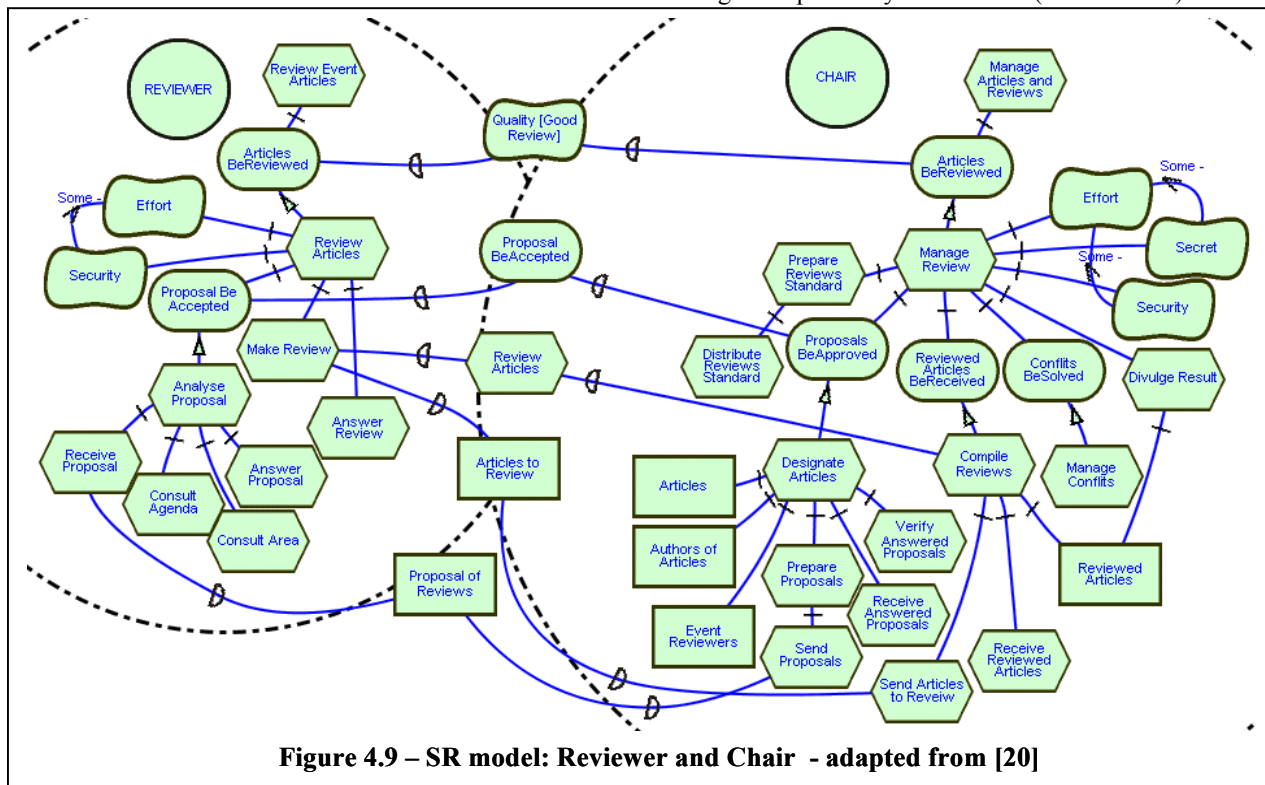 REVIEWER
Review Event
Articles
Articles
BeReviewed
Some -
Effort
Security
Review
Articles
Proposal Be
Accepted
Make Review
Analyse
Proposal
Answer
Review
Receive
Proposal
Consult
Agenda
Answer
Proposal
Consult Area
Quality [Good
Review]
Proposal
BeAccepted
Review
Articles
Articles to
Review
Proposal of
Reviews
CHAIR
Manage
Articles and
Reviews
Articles
BeReviewed
Some -
Effort
Secret
Some -
Security
Manage
Review
Prepare
Reviews
Standard
Distribute
Reviews
Standard
Proposals
BeApproved
Reviewed
Articles
BeReceived
Conflits
BeSolved
Divulge Result
Designate
Articles
Compile
Reviews
Manage
Conflits
Articles
Authors of
Articles
Event
Reviewers
Prepare
Proposals
Send
Proposals
Verify
Answered
Proposals
Receive
Answered
Proposals
Reviewed
Articles
Send Articles
to Reveiw
Receive
Reviewed
Articles
Figure 4.9 – SR model: Reviewer and Chair - adapted from [20]